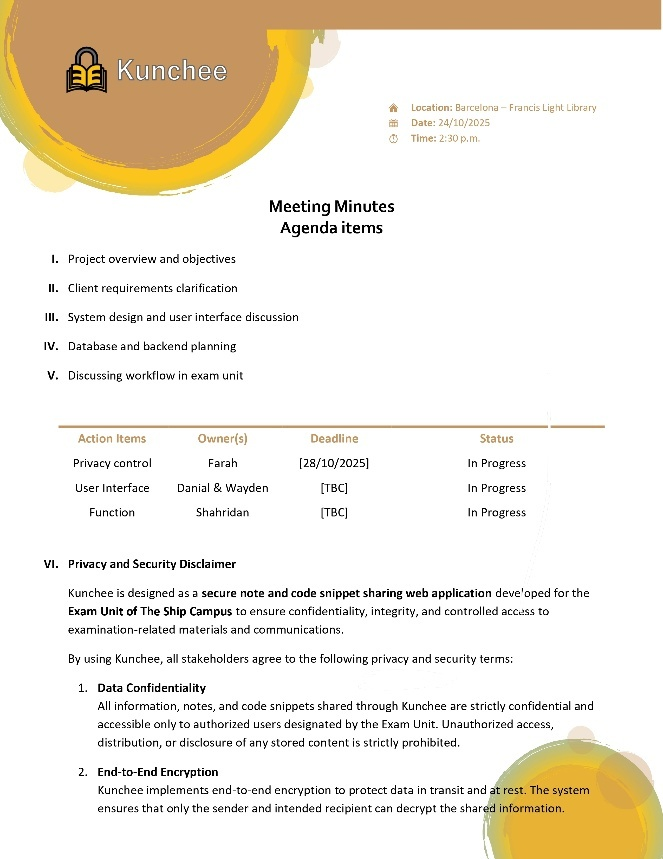 Kunchee
Location: Barcelona – Francis Light Library
Date: 24/10/2025
Time: 2:30 p.m.
Meeting Minutes
Agenda items
I. Project overview and objectives
II. Client requirements clarification
III. System design and user interface discussion
IV. Database and backend planning
V. Discussing workflow in exam unit
Action Items Owner(s) Deadline Status
Privacy control Farah [28/10/2025] In Progress
User Interface Danial & Wayden [TBC] In Progress
Function Shahridan [TBC] In Progress
VI. Privacy and Security Disclaimer
Kunchee is designed as a secure note and code snippet sharing web application developed for the
Exam Unit of The Ship Campus to ensure confidentiality, integrity, and controlled access to
examination-related materials and communications.
By using Kunchee, all stakeholders agree to the following privacy and security terms:
1. Data Confidentiality
All information, notes, and code snippets shared through Kunchee are strictly confidential and
accessible only to authorized users designated by the Exam Unit. Unauthorized access,
distribution, or disclosure of any stored content is strictly prohibited.
2. End-to-End Encryption
Kunchee implements end-to-end encryption to protect data in transit and at rest. The system
ensures that only the sender and intended recipient can decrypt the shared information.